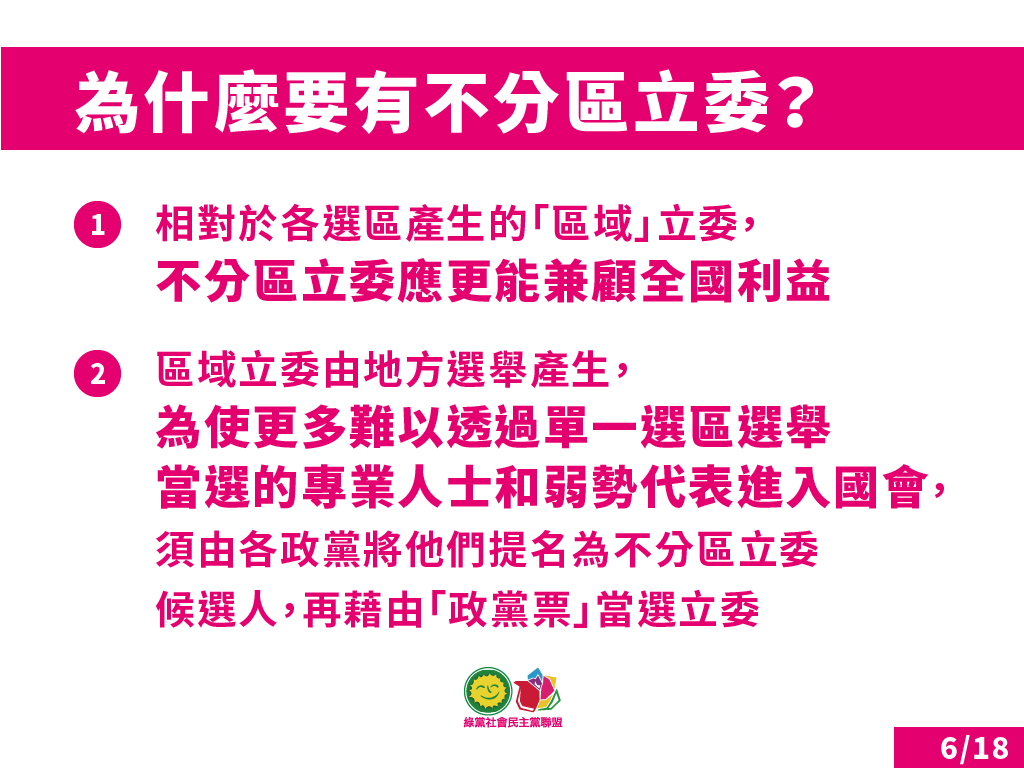 為什麼要有不分區立委？
1 相對於各選區產生的「區域」立委，
不分區立委應更能兼顧全國利益
2 區域立委由地方選舉產生，
為使更多難以透過單一選區選舉
當選的專業人士和弱勢代表進入國會，
須由各政黨將他們提名為不分區立委
候選人，再藉由「政黨票」當選立委
綠黨社會民主黨聯盟
6/18